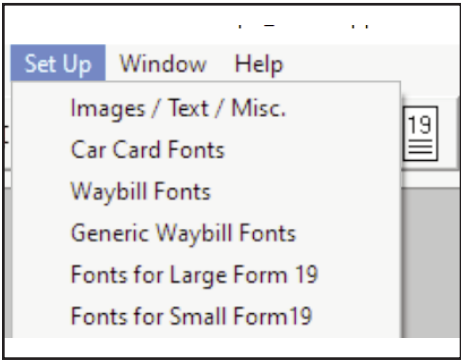 Set Up Window Help
Images / Text / Misc.
19
Car Card Fonts
Waybill Fonts
Generic Waybill Fonts
Fonts for Large Form 19
Fonts for Small Form19